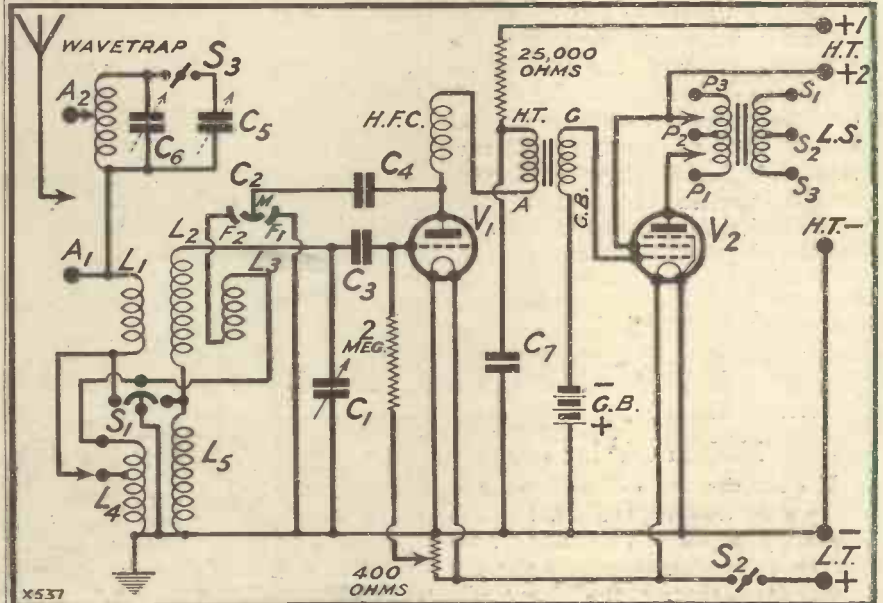 WAVETRAP
S3
A2
C6
C5
A1
L1
L2
C2
M
F2
F1
L3
C4
C3
H.F.C.
V1
25,000
OHMS
H.T.
A
G
G.B.
+1
H.T.
+2
P3
P2
P1
S1
L.S.
S2
S3
V2
H.T.-
2
MEG.
C1
C7
-
G.B.
+
S1
L4
L5
400
OHMS
S2
-
L.T.
+
X537